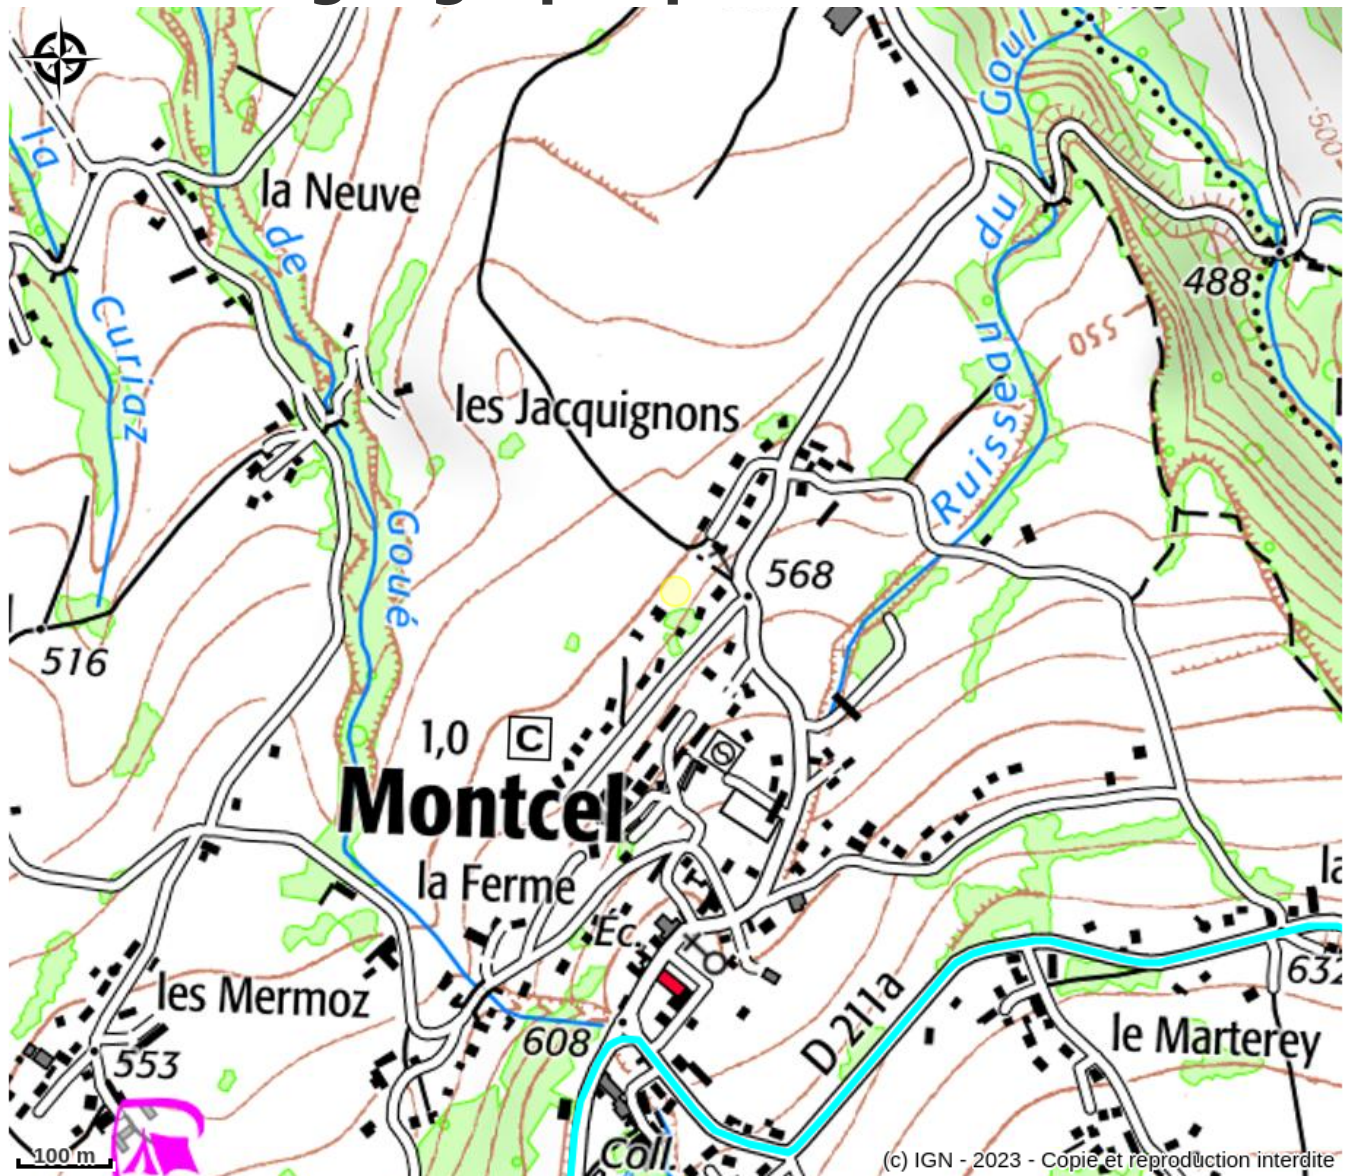 Goul
la
la Neuve
de
du
500
488
Curiaz
550
les Jacquignons
Ruisseau
Goué
568
516
1,0 C
Montcel
la Ferme
Éc.
les Mermoz
D 211a
632
608
le Marterey
553
Coll.
100 m
(c) IGN - 2023 - Copie et reproduction interdite